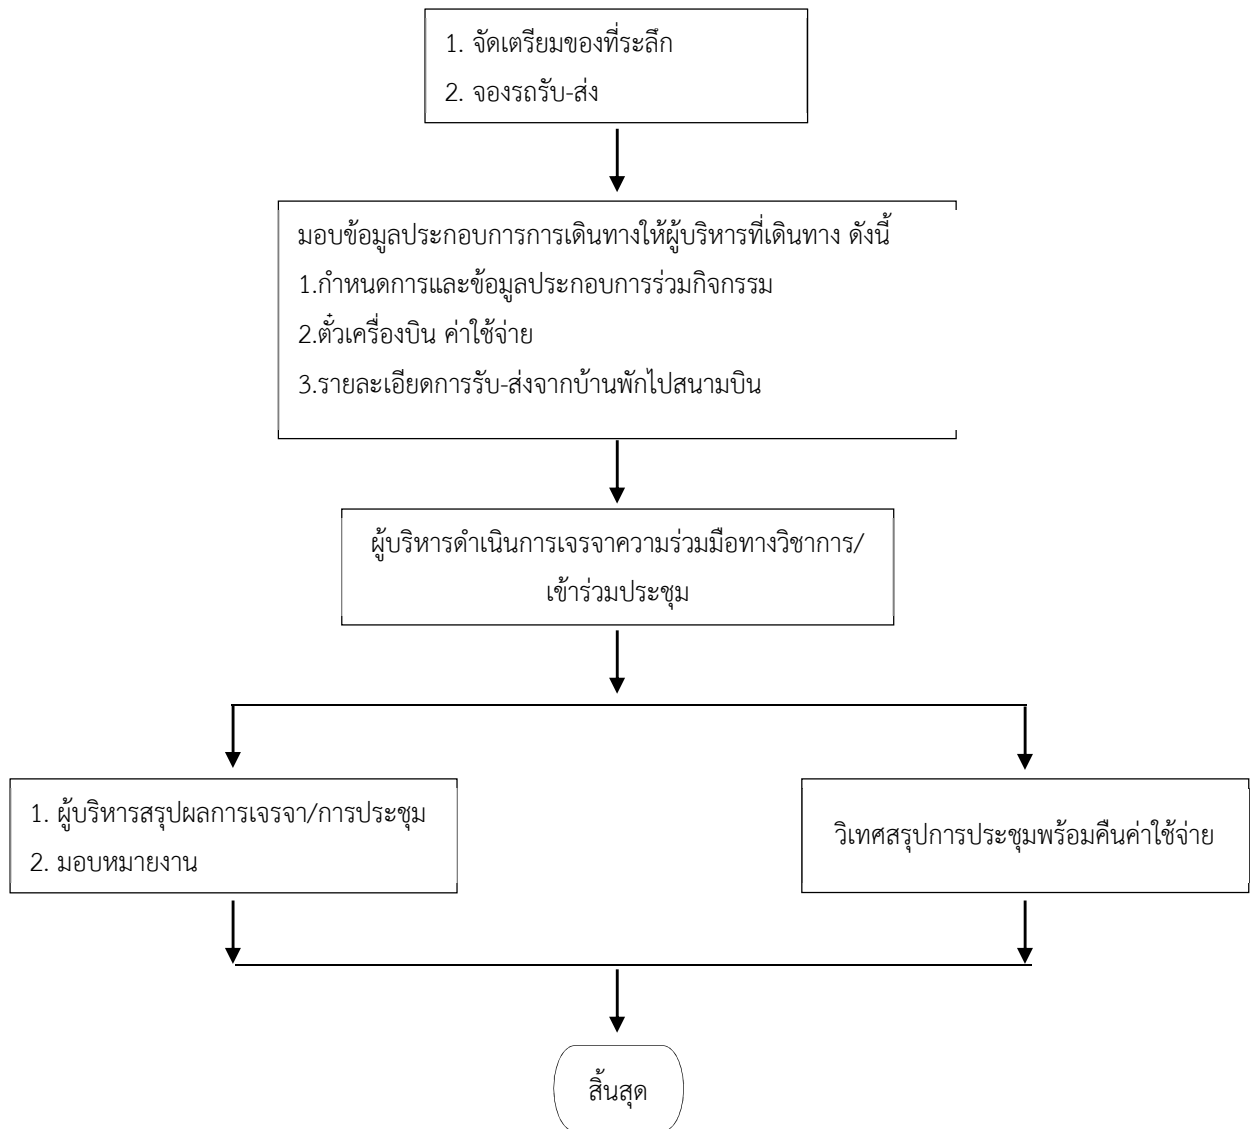 1. จัดเตรียมของที่ระลึก
2. จองรถรับ-ส่ง
มอบข้อมูลประกอบการการเดินทางให้ผู้บริหารที่เดินทาง ดังนี้
1.กำหนดการและข้อมูลประกอบการร่วมกิจกรรม
2.ตั๋วเครื่องบิน ค่าใช้จ่าย
3.รายละเอียดการรับ-ส่งจากบ้านพักไปสนามบิน
ผู้บริหารดำเนินการเจรจาความร่วมมือทางวิชาการ/
เข้าร่วมประชุม
1. ผู้บริหารสรุปผลการเจรจา/การประชุม
2. มอบหมายงาน
วิเทศสรุปการประชุมพร้อมคืนค่าใช้จ่าย
สิ้นสุด